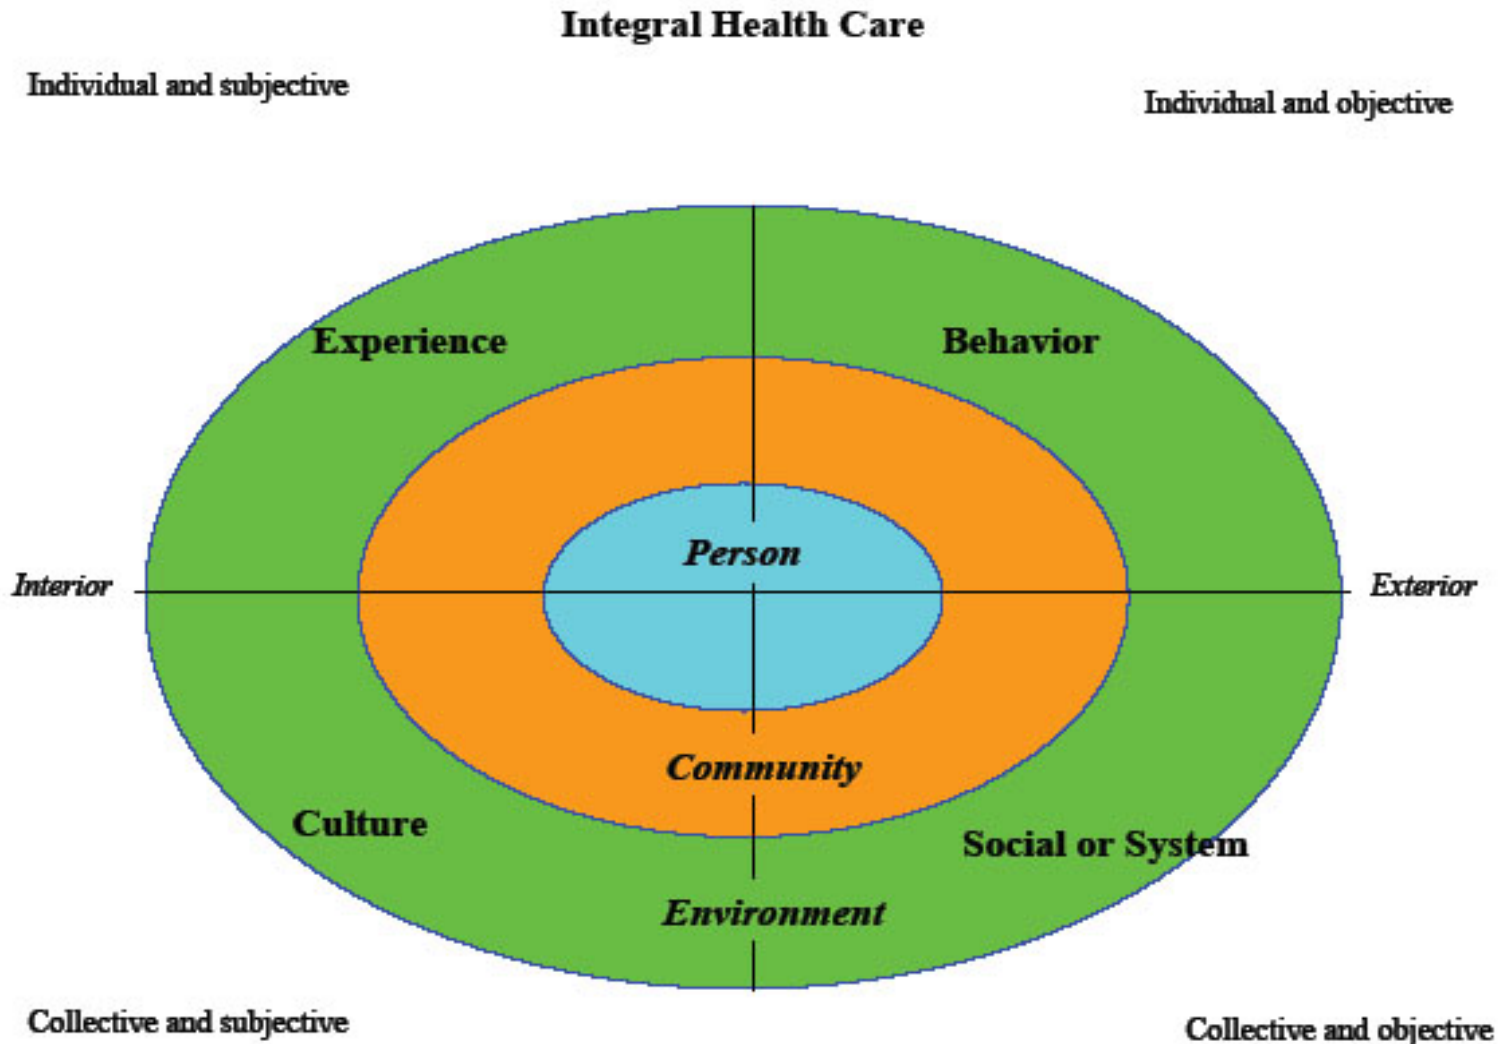 Integral Health Care
Individual and subjective
Individual and objective
Experience
Behavior
Person
Interior
Exterior
Community
Culture
Social or System
Environment
Collective and subjective
Collective and objective